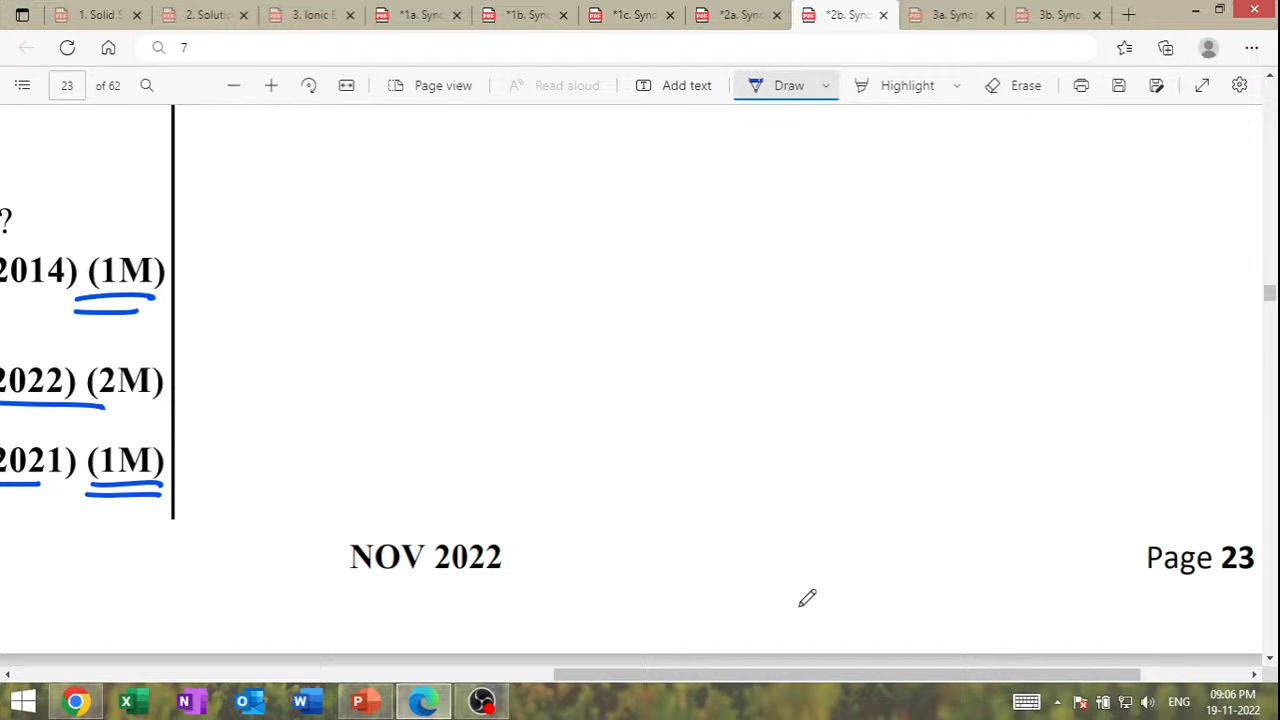 1. Solid S
2. Soluti
3. Ionic E
*1a. Sync
*1b. Sync
*1c. Sync
*2a. Sync
*2b. Sync
3a. Sync
3b. Sync
7
23 of 62
Page view
Read aloud
Add text
Draw
Highlight
Erase
?
2014) (1M)
2022) (2M)
2021) (1M)
NOV 2022
Page 23
ENG
09:06 PM
19-11-2022